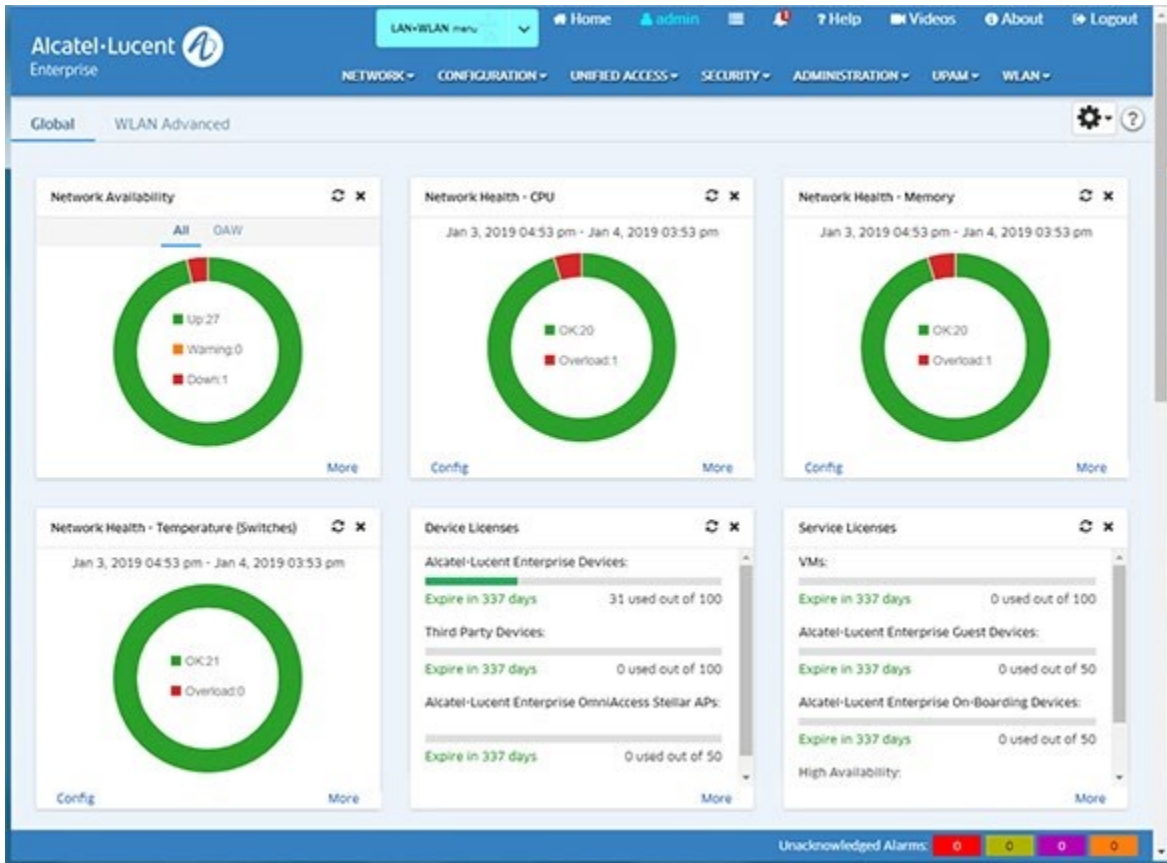 LAN+WLAN menu Home admin ? Help Videos About Logout
Alcatel·Lucent
Enterprise
NETWORK CONFIGURATION UNIFIED ACCESS SECURITY ADMINISTRATION UPAM WLAN
Global WLAN Advanced
?
Network Availability
All OAW
Up:27
Warning:0
Down:1
More
Network Health - CPU
Jan 3, 2019 04:53 pm - Jan 4, 2019 03:53 pm
OK:20
Overload:1
Config More
Network Health - Memory
Jan 3, 2019 04:53 pm - Jan 4, 2019 03:53 pm
OK:20
Overload:1
Config More
Network Health - Temperature (Switches)
Jan 3, 2019 04:53 pm - Jan 4, 2019 03:53 pm
OK:21
Overload:0
Config More
Device Licenses
Alcatel-Lucent Enterprise Devices:
Expire in 337 days 31 used out of 100
Third Party Devices:
Expire in 337 days 0 used out of 100
Alcatel-Lucent Enterprise OmniAccess Stellar APs:
Expire in 337 days 0 used out of 50
More
Service Licenses
VMs:
Expire in 337 days 0 used out of 100
Alcatel-Lucent Enterprise Guest Devices:
Expire in 337 days 0 used out of 50
Alcatel-Lucent Enterprise On-Boarding Devices:
Expire in 337 days 0 used out of 50
High Availability:
More
Unacknowledged Alarms: 0 0 0 0